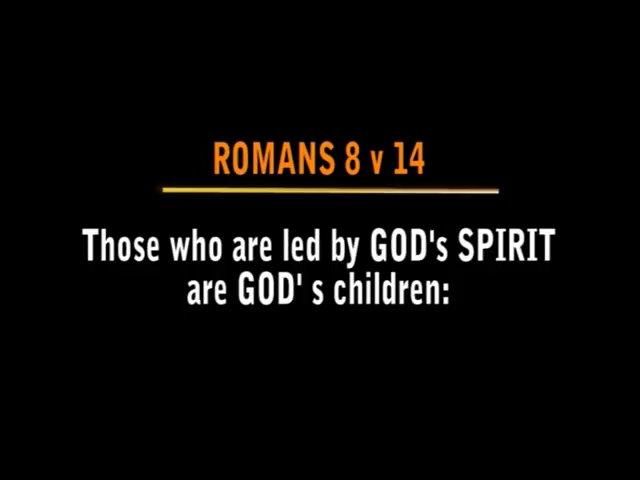 ROMANS 8 v 14
Those who are led by GOD's SPIRIT
are GOD' s children: